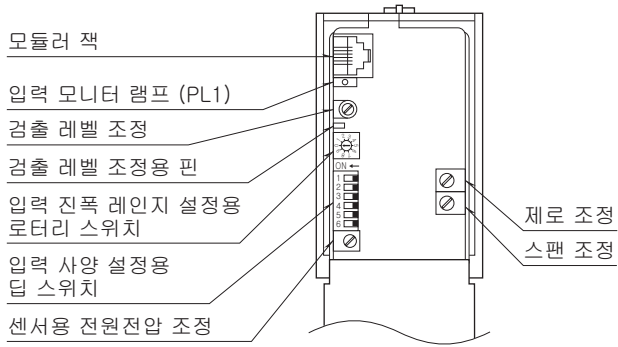 모듈러 잭
입력 모니터 램프 (PL1)
검출 레벨 조정
검출 레벨 조정용 핀
입력 진폭 레인지 설정용
로터리 스위치
입력 사양 설정용
딥 스위치
센서용 전원전압 조정
ON ←
1
2
3
4
5
6
제로 조정
스팬 조정